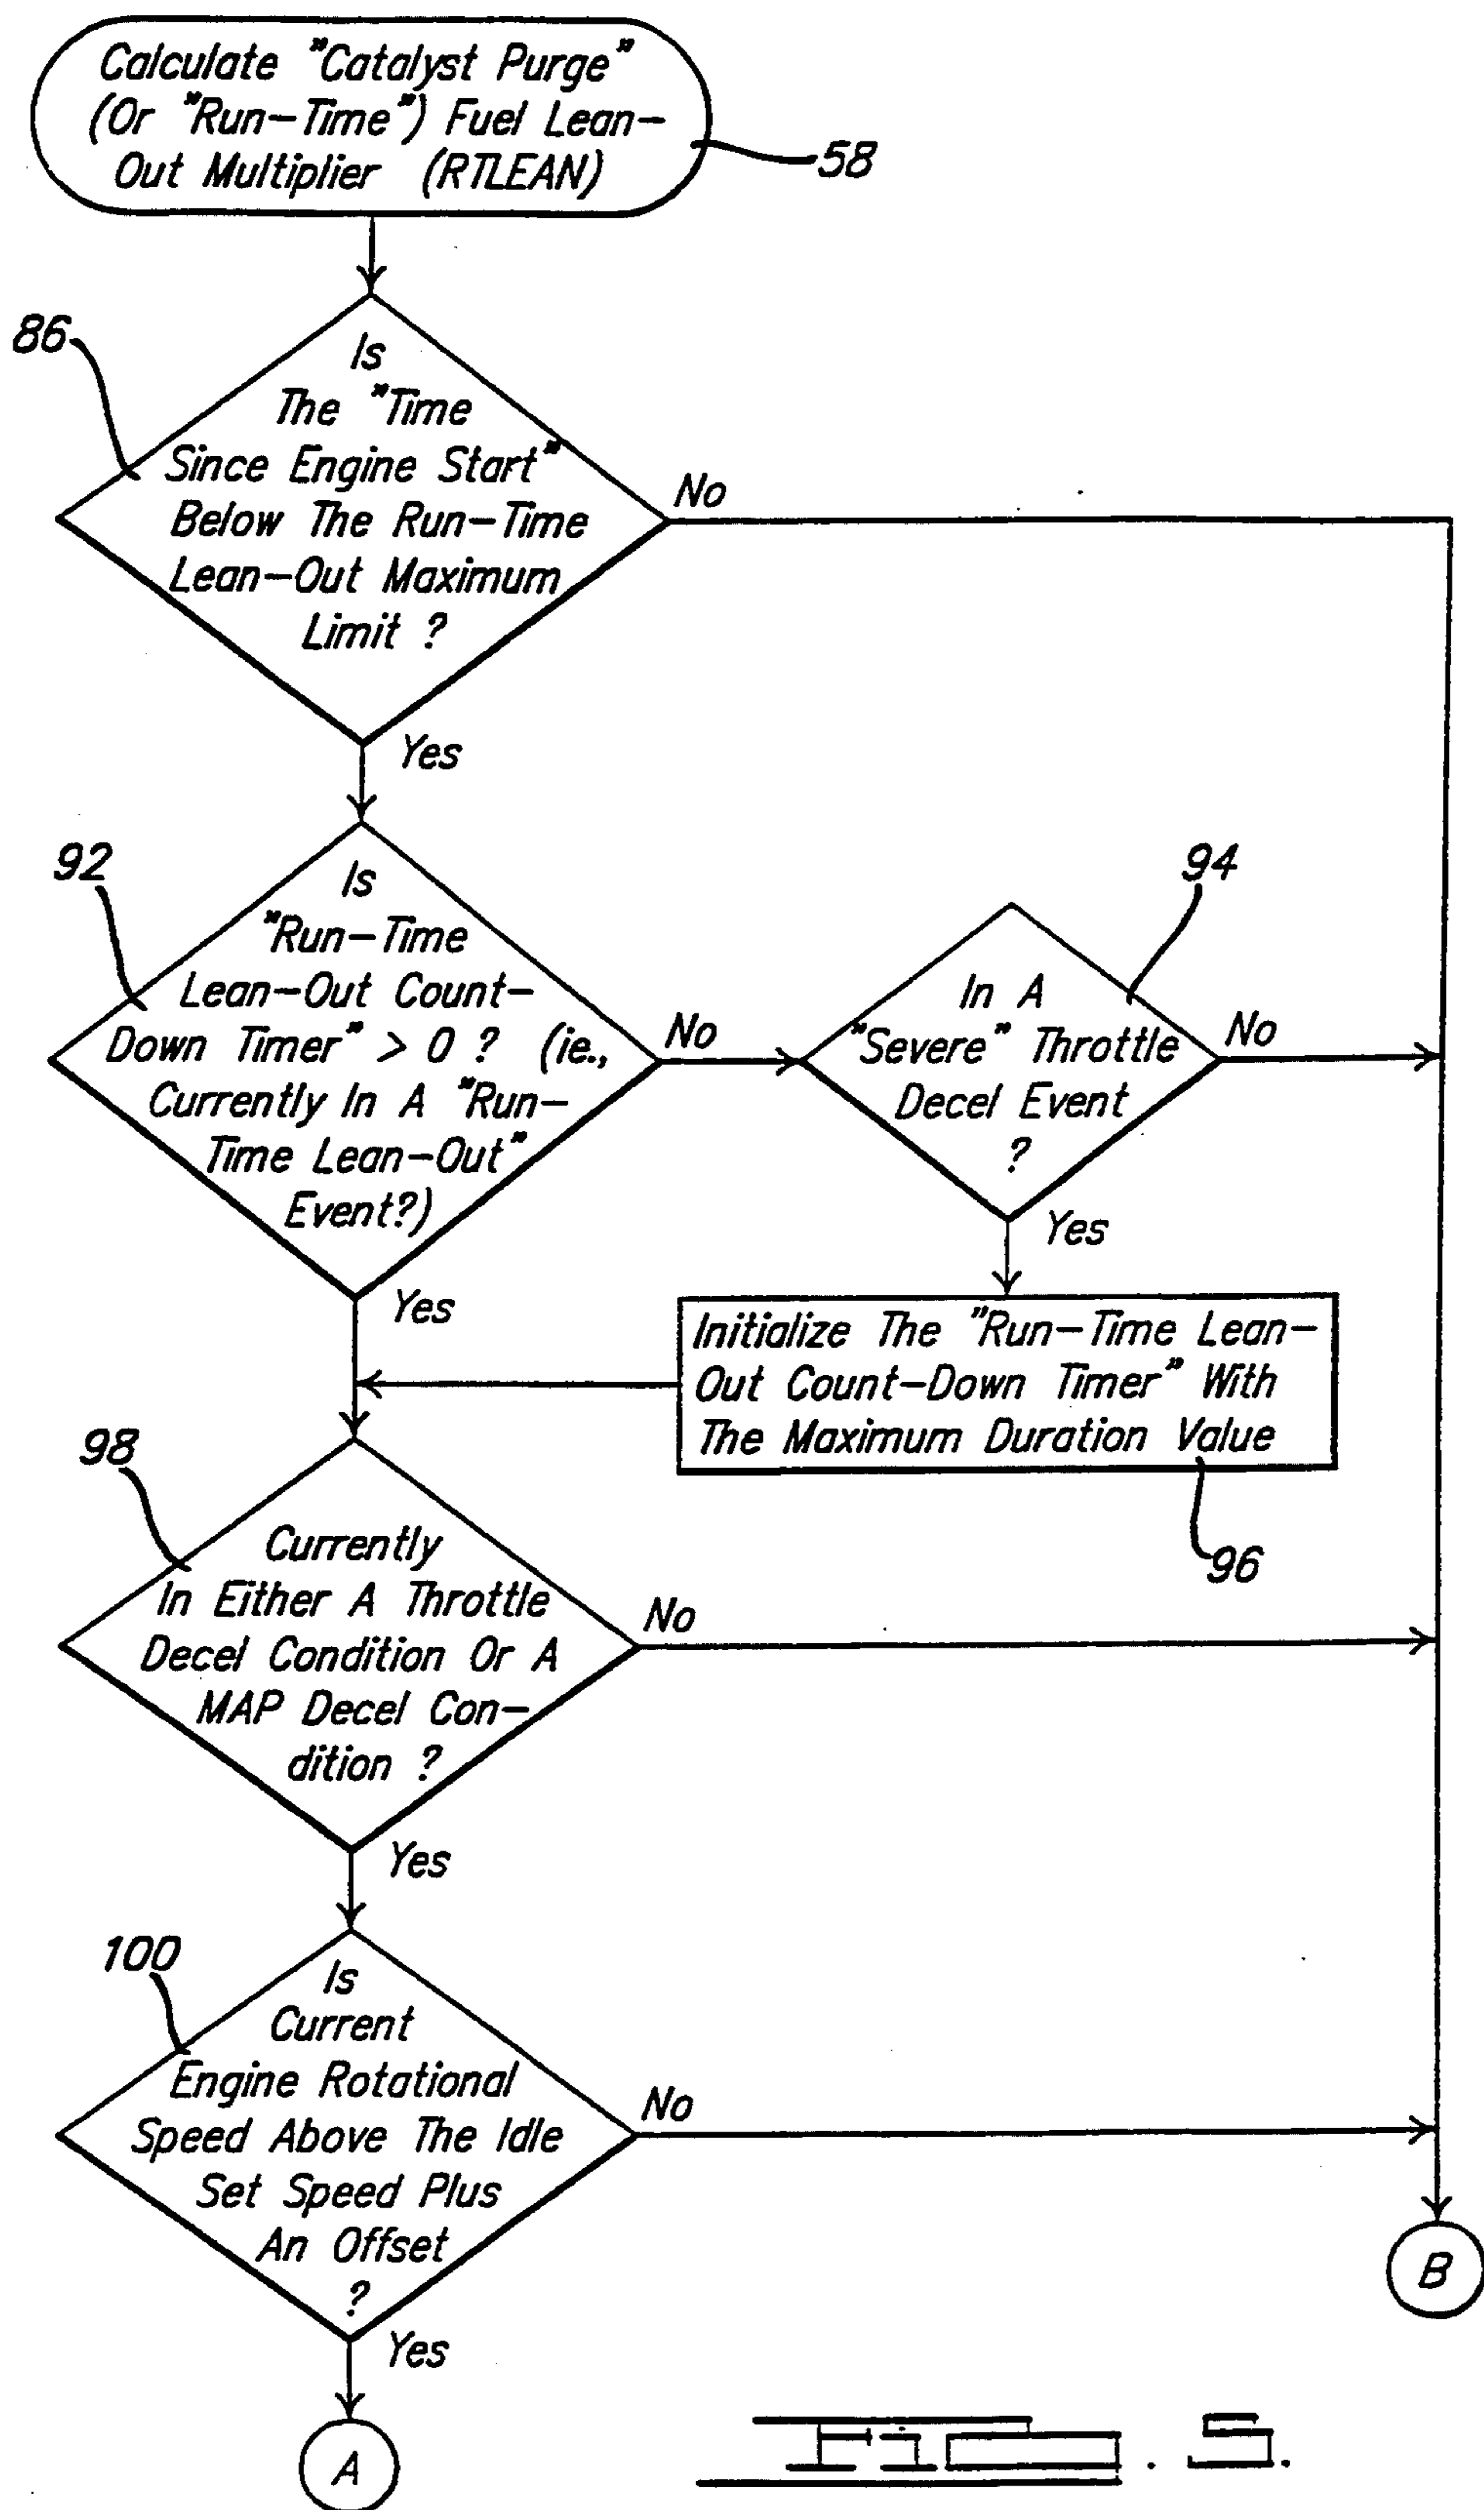 Calculate "Catalyst Purge"
(Or "Run-Time") Fuel Lean-
Out Multiplier (RTLEAN)
58
86
Is
The "Time
Since Engine Start"
Below The Run-Time
Lean-Out Maximum
Limit ?
No
Yes
92
Is
"Run-Time
Lean-Out Count-
Down Timer" > 0 ? (ie.,
Currently In A "Run-
Time Lean-Out"
Event?)
No
Yes
94
In A
"Severe" Throttle
Decel Event
?
No
Yes
Initialize The "Run-Time Lean-
Out Count-Down Timer" With
The Maximum Duration Value
96
98
Currently
In Either A Throttle
Decel Condition Or A
MAP Decel Con-
dition ?
No
Yes
100
Is
Current
Engine Rotational
Speed Above The Idle
Set Speed Plus
An Offset
?
No
Yes
B
A
FIG. 5.